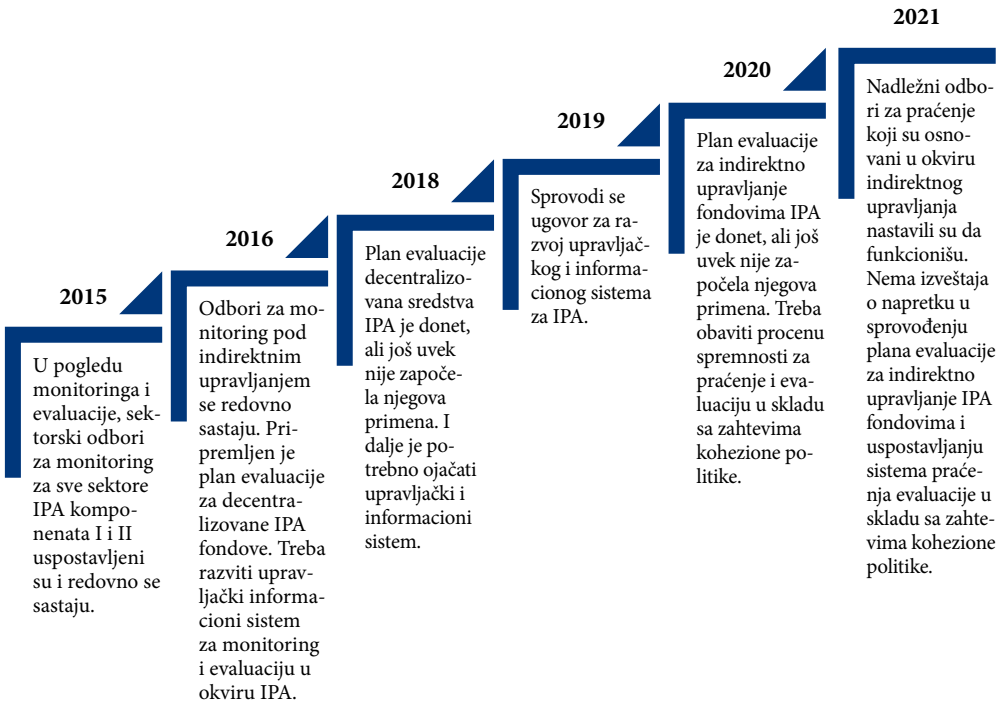 2015
U pogledu
monitoringa i
evaluacije, sek-
torski odbori
za monitoring
za sve sektore
IPA kompo-
nenata I i II
uspostavljeni
su i redovno se
sastaju.
2016
Odbori za mo-
nitoring pod
indirektnim
upravljanjem
se redovno
sastaju. Pri-
premljen je
plan evaluacije
za decentra-
lizovane IPA
fondove. Treba
razviti uprav-
ljački informa-
cioni sistem
za monitoring
i evaluaciju u
okviru IPA.
2018
Plan evaluacije
decentralizo-
vana sredstva
IPA je donet,
ali još uvek
nije započe-
la njegova
primena. I
dalje je po-
trebno ojačati
upravljački i
informacioni
sistem.
2019
Sprovodi se
ugovor za ra-
zvoj upravljač-
kog i informa-
cionog sistema
za IPA.
2020
Plan evaluacije
za indirektno
upravljanje
fondovima IPA
je donet, ali još
uvek nije za-
počela njegova
primena. Treba
obaviti procenu
spremnosti za
praćenje i eva-
luaciju u skladu
sa zahtevima
kohezione po-
litike.
2021
Nadležni odbo-
ri za praćenje
koji su osno-
vani u okviru
indirektnog
upravljanja
nastavili su da
funkcionišu.
Nema izveštaja
o napretku u
sprovođenju
plana evaluacije
za indirektno
upravljanje IPA
fondovima i
uspostavljanju
sistema praće-
nja evaluacije u
skladu sa zahte-
vima kohezione
politike.